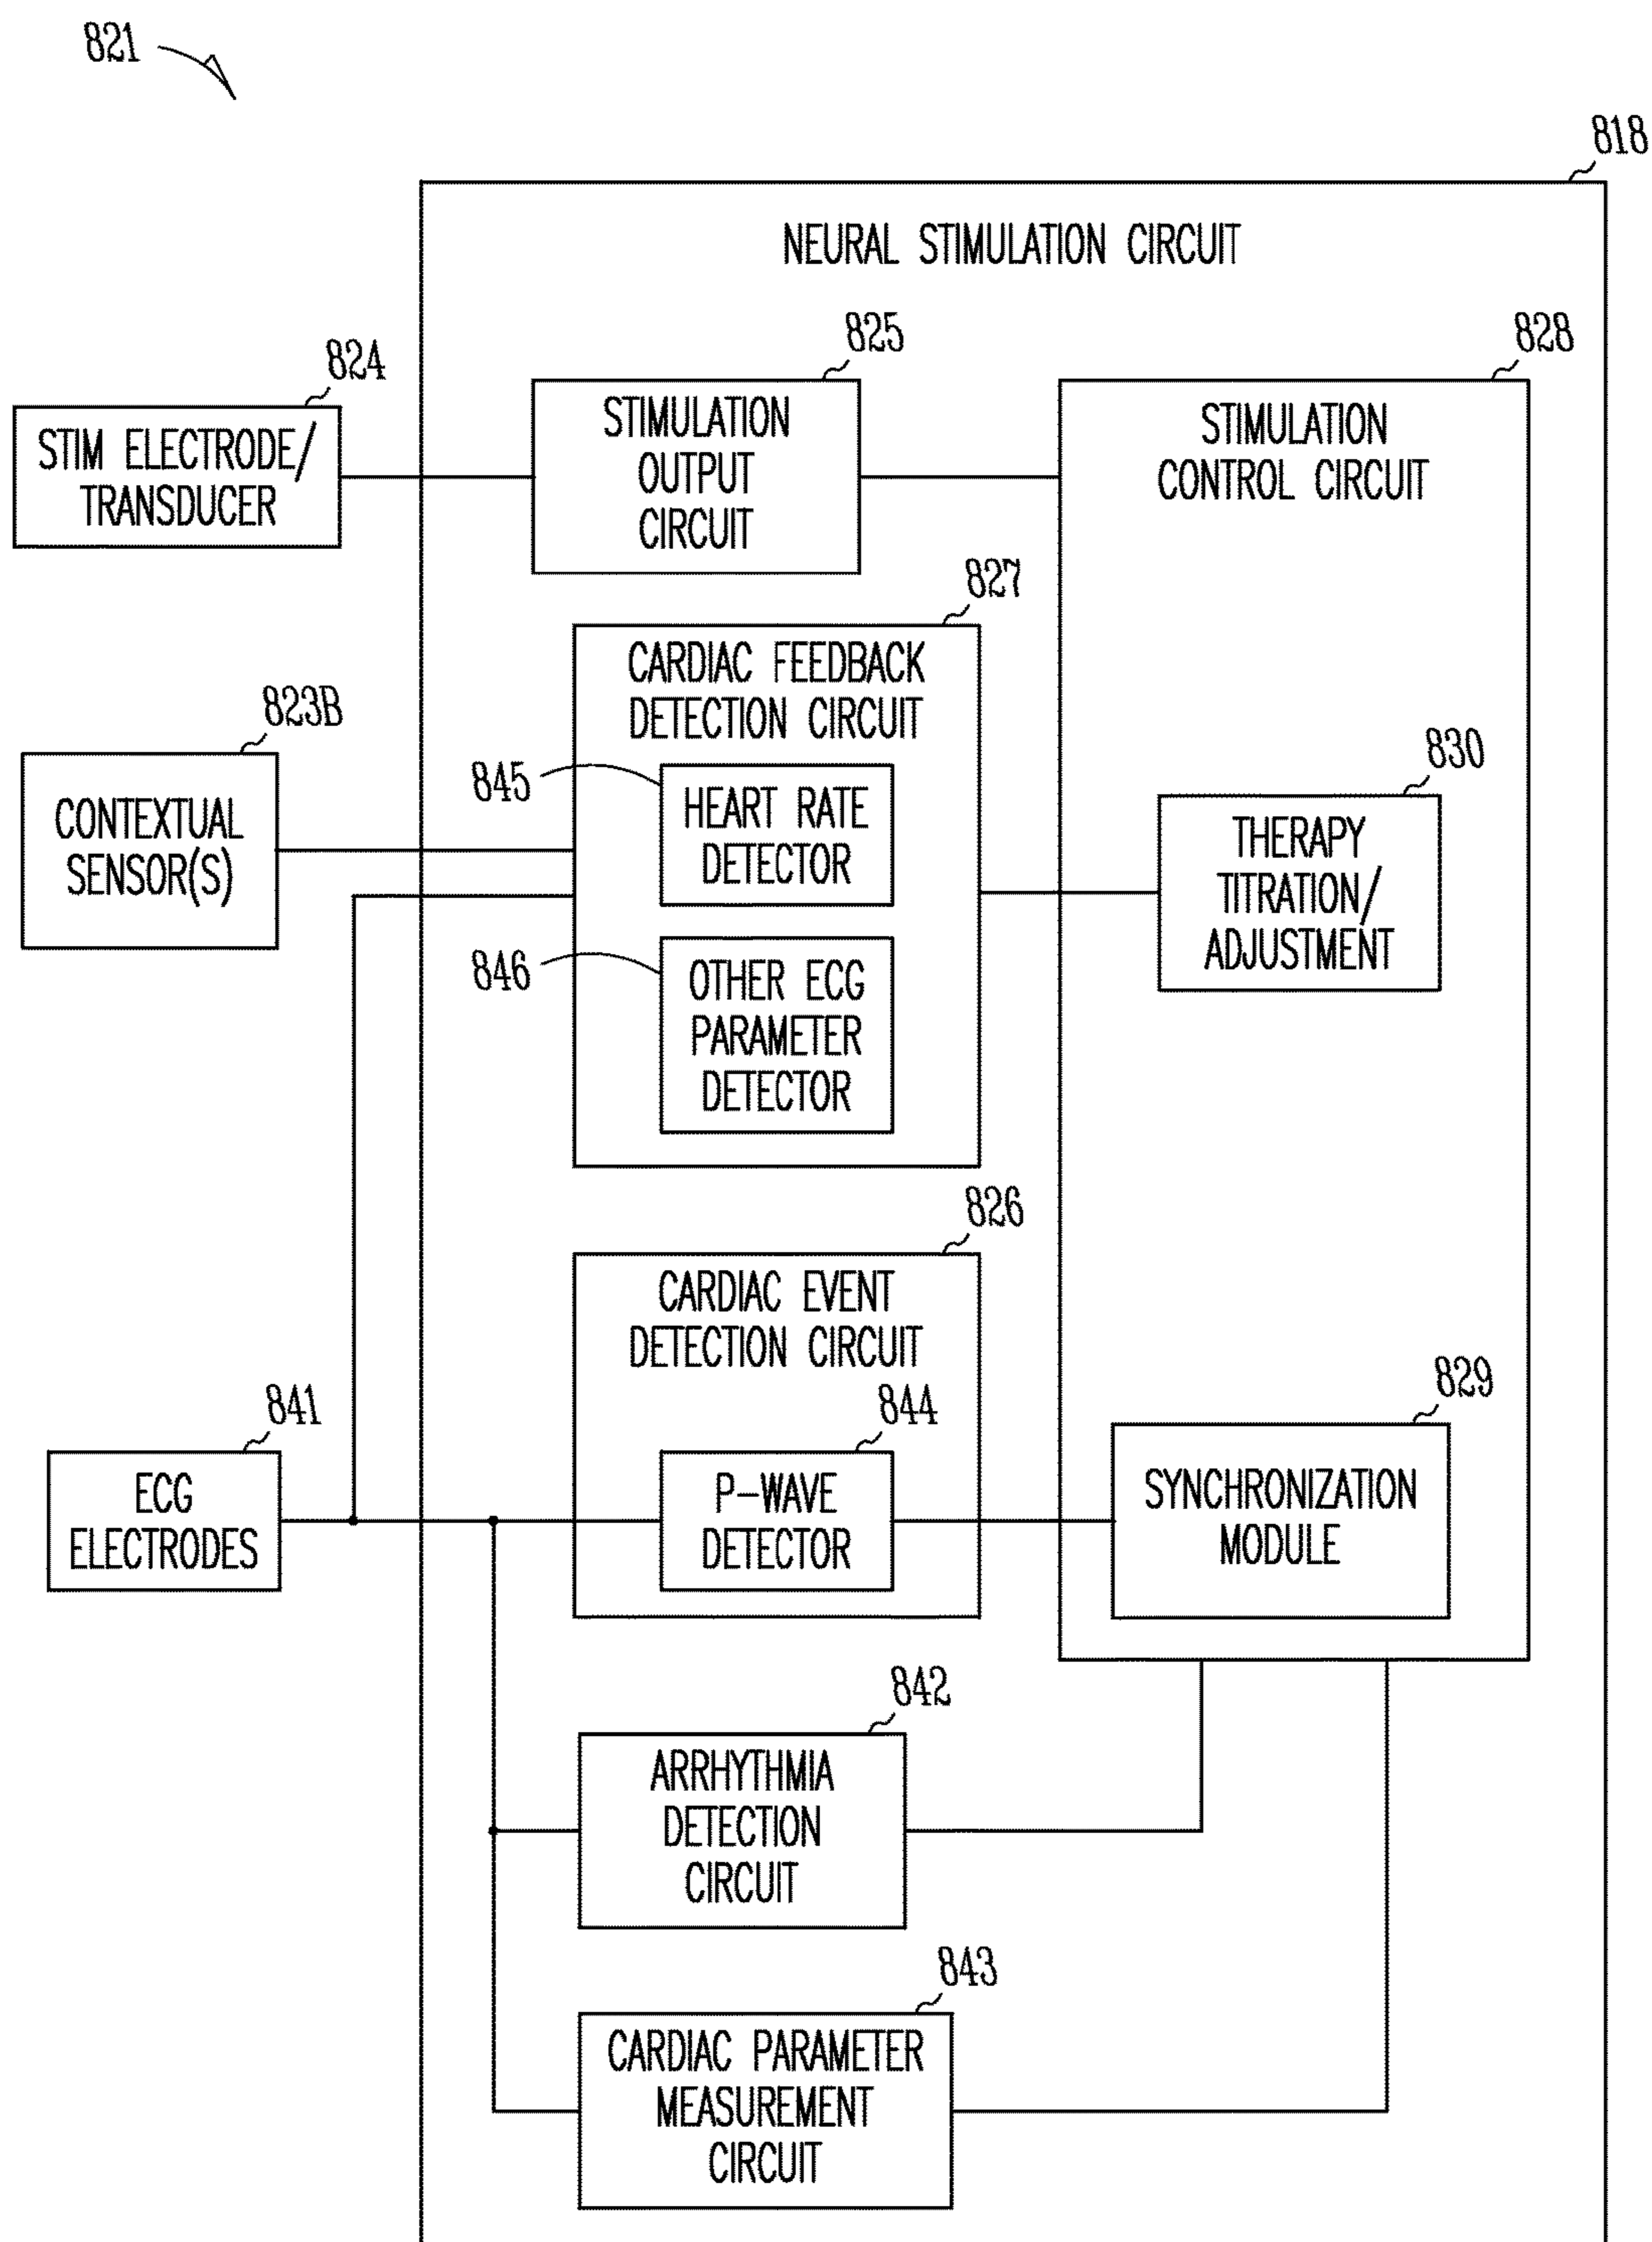 821
818
NEURAL STIMULATION CIRCUIT
824
STIM ELECTRODE/
TRANSDUCER
825
STIMULATION
OUTPUT
CIRCUIT
828
STIMULATION
CONTROL CIRCUIT
827
CARDIAC FEEDBACK
DETECTION CIRCUIT
823B
CONTEXTUAL
SENSOR(S)
845
HEART RATE
DETECTOR
830
THERAPY
TITRATION/
ADJUSTMENT
846
OTHER ECG
PARAMETER
DETECTOR
826
CARDIAC EVENT
DETECTION CIRCUIT
841
ECG
ELECTRODES
844
P-WAVE
DETECTOR
829
SYNCHRONIZATION
MODULE
842
ARRHYTHMIA
DETECTION
CIRCUIT
843
CARDIAC PARAMETER
MEASUREMENT
CIRCUIT